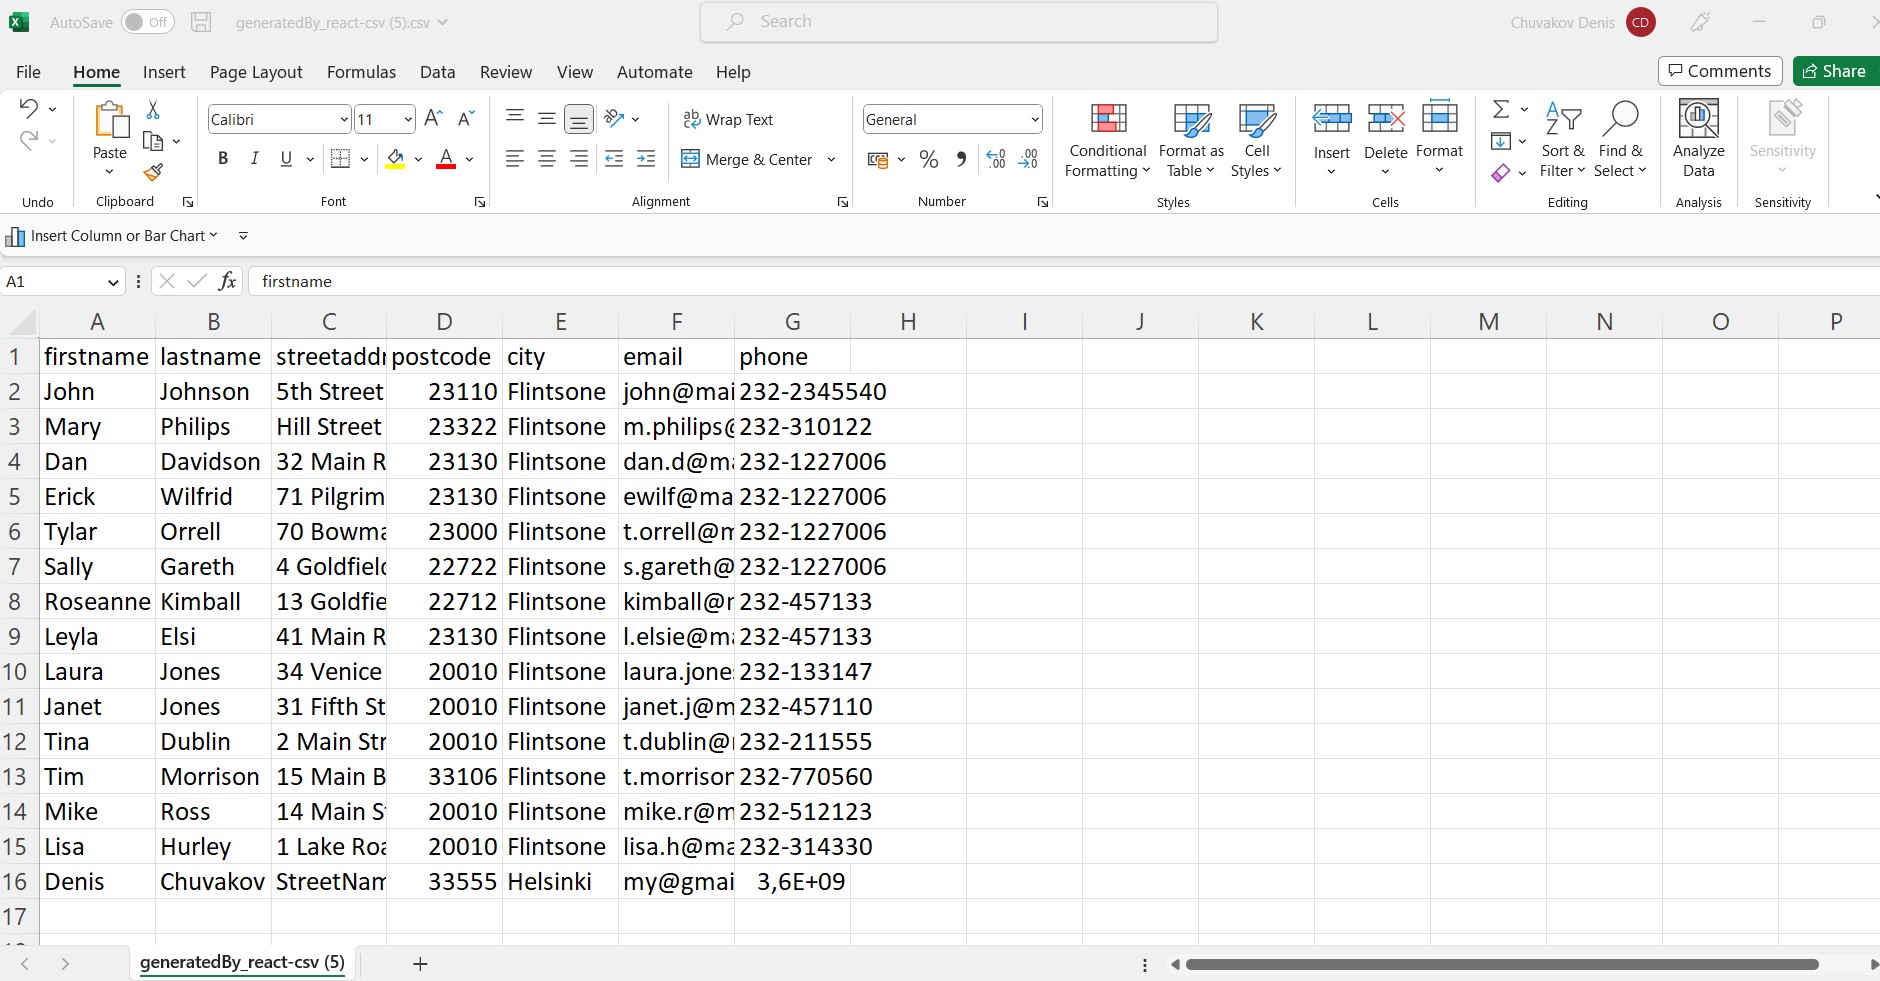 AutoSave Off generatedBy_react-csv (5).csv Search Chuvakov Denis CD
File Home Insert Page Layout Formulas Data Review View Automate Help Comments Share
Calibri 11 Wrap Text General
Paste B I U A Merge & Center % Conditional Formatting Format as Table Cell Styles Insert Delete Format Sort & Filter Find & Select Analyze Data Sensitivity
Undo Clipboard Font Alignment Number Styles Cells Editing Analysis Sensitivity
Insert Column or Bar Chart
A1 fx firstname
A B C D E F G H I J K L M N O P
1 firstname lastname streetaddr postcode city email phone
2 John Johnson 5th Street 23110 Flintsone john@mai 232-2345540
3 Mary Philips Hill Street 23322 Flintsone m.philips@ 232-310122
4 Dan Davidson 32 Main R 23130 Flintsone dan.d@ma 232-1227006
5 Erick Wilfrid 71 Pilgrim 23130 Flintsone ewilf@ma 232-1227006
6 Tylar Orrell 70 Bowma 23000 Flintsone t.orrell@m 232-1227006
7 Sally Gareth 4 Goldfield 22722 Flintsone s.gareth@ 232-1227006
8 Roseanne Kimball 13 Goldfie 22712 Flintsone kimball@m 232-457133
9 Leyla Elsi 41 Main R 23130 Flintsone l.elsie@ma 232-457133
10 Laura Jones 34 Venice 20010 Flintsone laura.jones 232-133147
11 Janet Jones 31 Fifth St 20010 Flintsone janet.j@m 232-457110
12 Tina Dublin 2 Main Str 20010 Flintsone t.dublin@ 232-211555
13 Tim Morrison 15 Main B 33106 Flintsone t.morrison 232-770560
14 Mike Ross 14 Main S 20010 Flintsone mike.r@m 232-512123
15 Lisa Hurley 1 Lake Roa 20010 Flintsone lisa.h@ma 232-314330
16 Denis Chuvakov StreetNam 33555 Helsinki my@gmai 3,6E+09
17
generatedBy_react-csv (5)